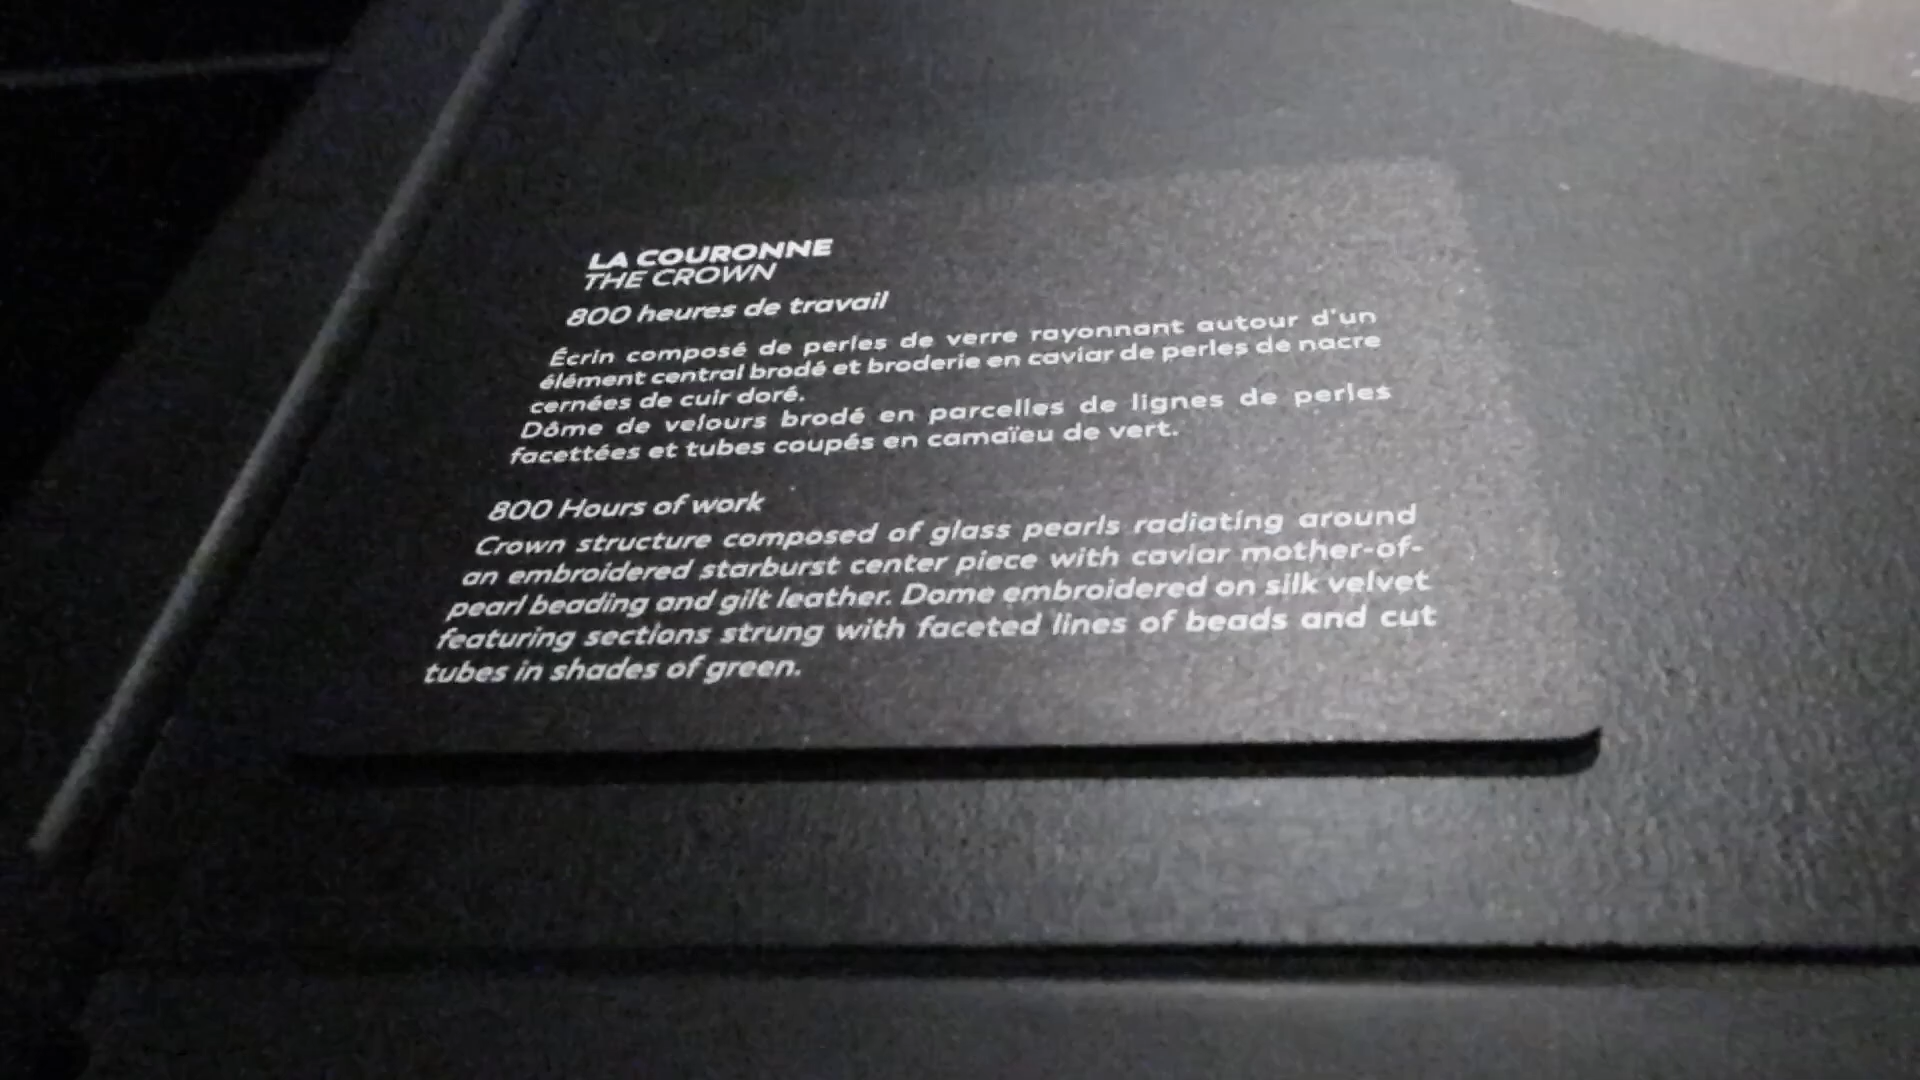 LA COURONNE
THE CROWN
800 heures de travail
Écrin composé de perles de verre rayonnant autour d'un
élément central brodé et broderie en caviar de perles de nacre
cernées de cuir doré.
Dôme de velours brodé en parcelles de lignes de perles
facettées et tubes coupés en camaïeu de vert.
800 Hours of work
Crown structure composed of glass pearls radiating around
an embroidered starburst center piece with caviar mother-of-
pearl beading and gilt leather. Dome embroidered on silk velvet
featuring sections strung with faceted lines of beads and cut
tubes in shades of green.